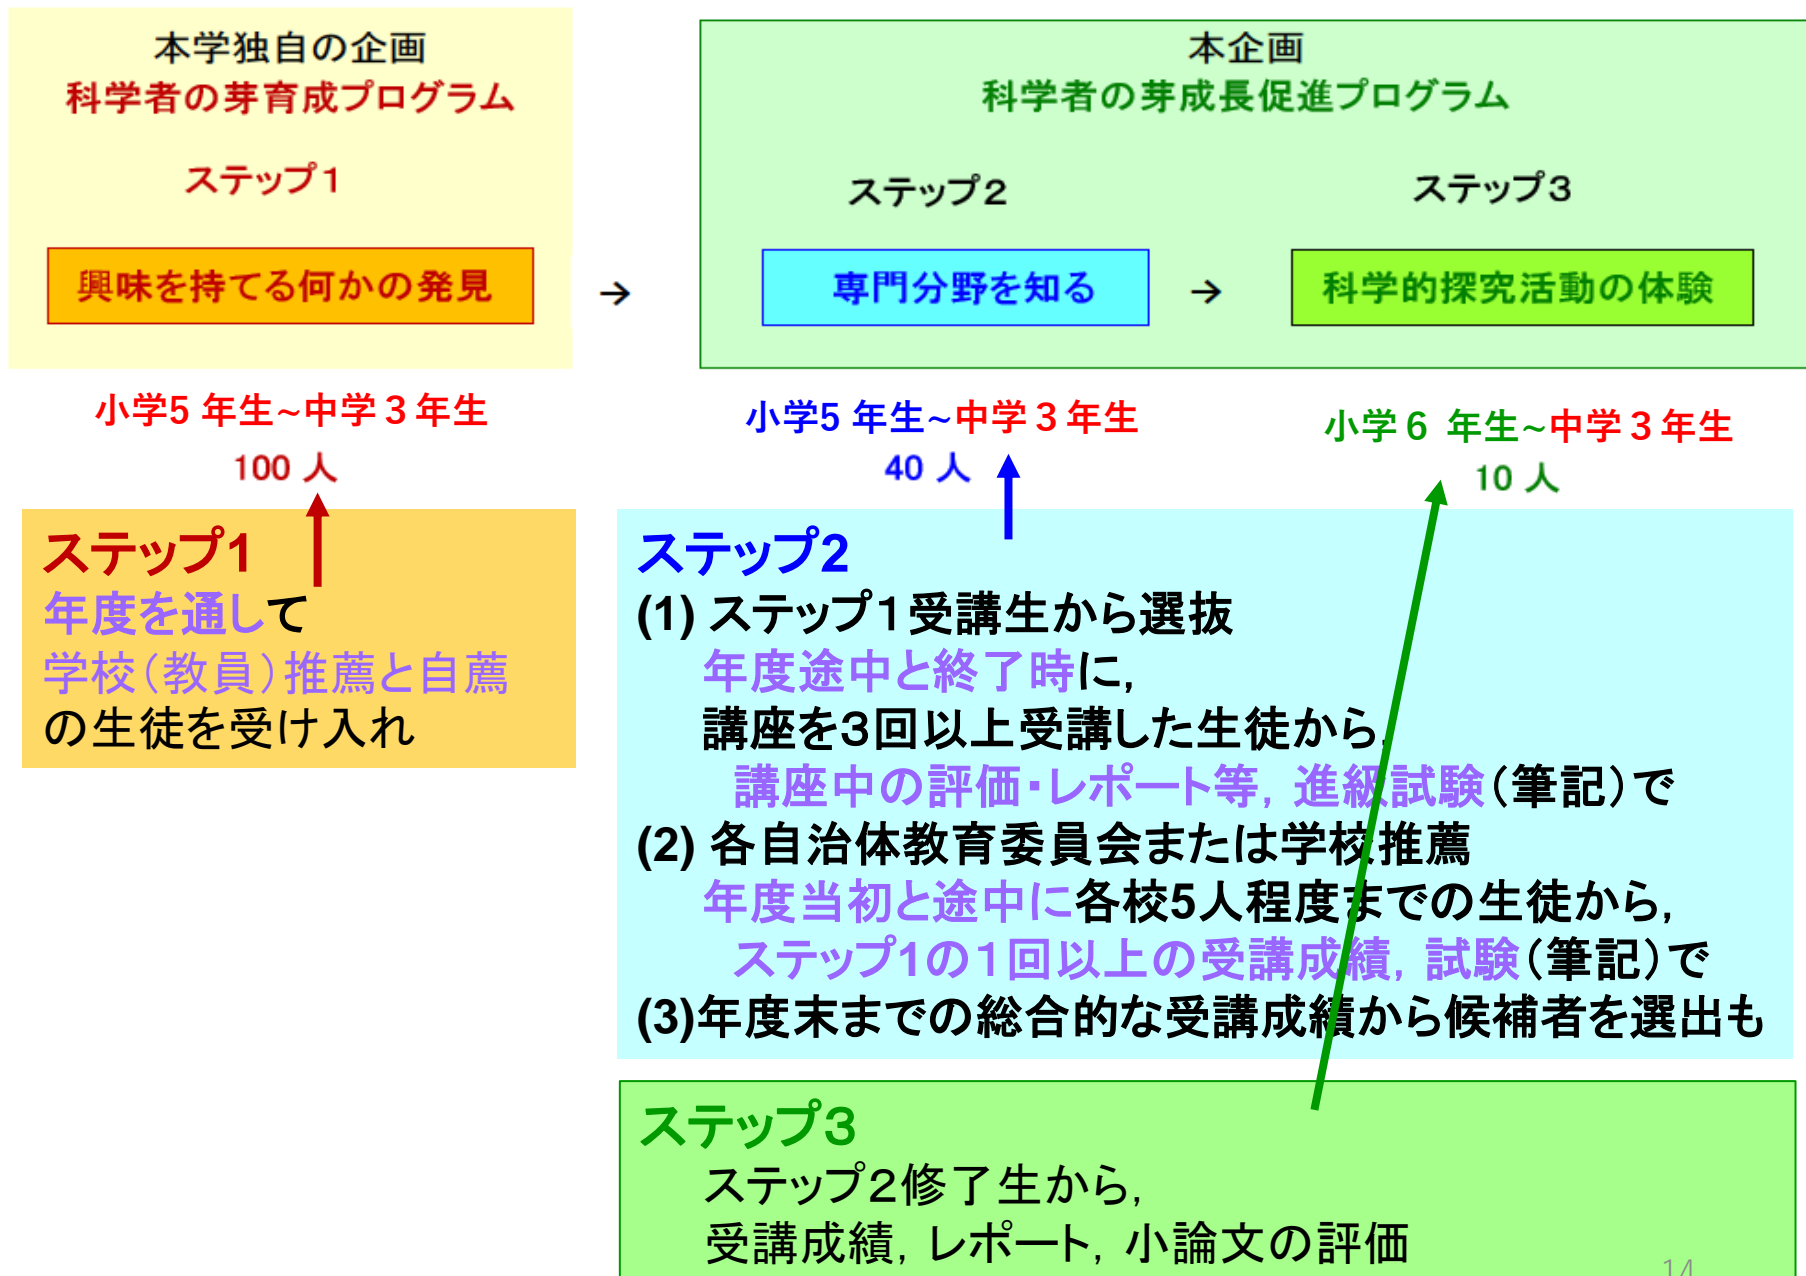 本学独自の企画
科学者の芽育成プログラム
ステップ1
興味を持てる何かの発見
→
本企画
科学者の芽成長促進プログラム
ステップ2
ステップ3
専門分野を知る
→
科学的探究活動の体験
小学5 年生~中学3年生
100 人
小学5 年生~中学3年生
40 人
小学6 年生~中学3年生
10 人
ステップ1
年度を通して
学校(教員)推薦と自薦
の生徒を受け入れ
ステップ2
(1) ステップ1受講生から選抜
年度途中と終了時に,
講座を3回以上受講した生徒から,
講座中の評価・レポート等, 進級試験(筆記)で
(2) 各自治体教育委員会または学校推薦
年度当初と途中に各校5人程度までの生徒から,
ステップ1の1回以上の受講成績, 試験(筆記)で
(3)年度末までの総合的な受講成績から候補者を選出も
ステップ3
ステップ2修了生から,
受講成績, レポート, 小論文の評価
14